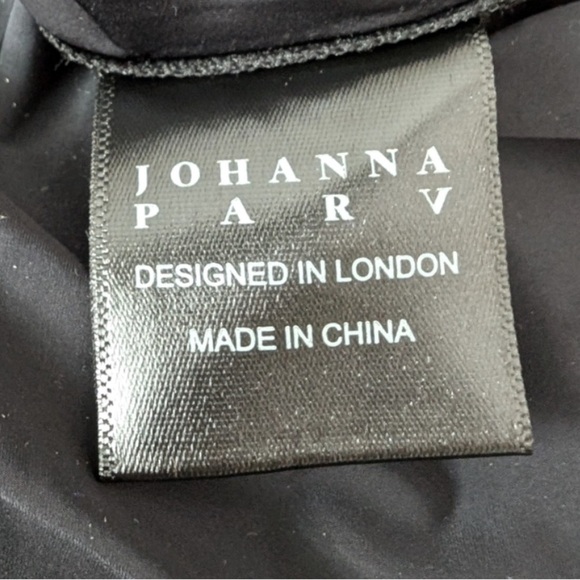 JOHANNA
PARV
DESIGNED IN LONDON
MADE IN CHINA